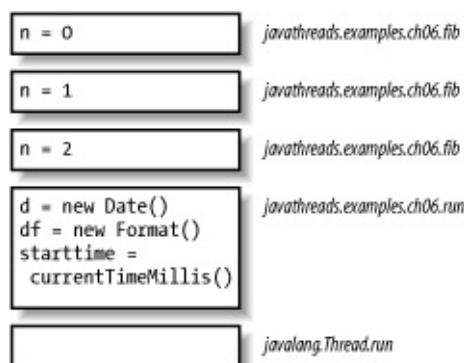 n = 0 javathreads.examples.ch06.fib
n = 1 javathreads.examples.ch06.fib
n = 2 javathreads.examples.ch06.fib
d = new Date() javathreads.examples.ch06.run
df = new Format()
starttime =
currentTimeMillis()
javalang.Thread.run